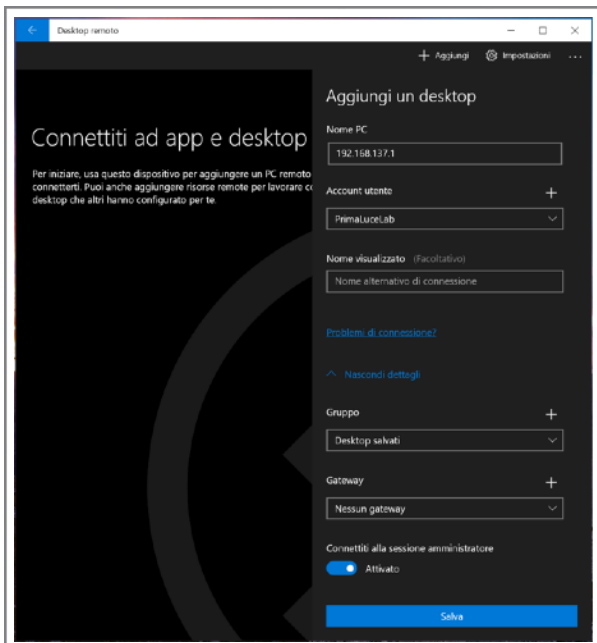 Desktop remoto
Aggiungi Impostazioni ...
Aggiungi un desktop
Connettiti ad app e desktop
Per iniziare, usa questo dispositivo per aggiungere un PC remoto
connetterti. Puoi anche aggiungere risorse remote per lavorare
desktop che altri hanno configurato per te.
Nome PC
192.168.137.1
Account utente
PrimaLuceLab
Nome visualizzato (Facoltativo)
Nome alternativo di connessione
Problemi di connessione?
Nascondi dettagli
Gruppo
Desktop salvati
Gateway
Nessun gateway
Connettiti alla sessione amministratore
Attivato
Salva